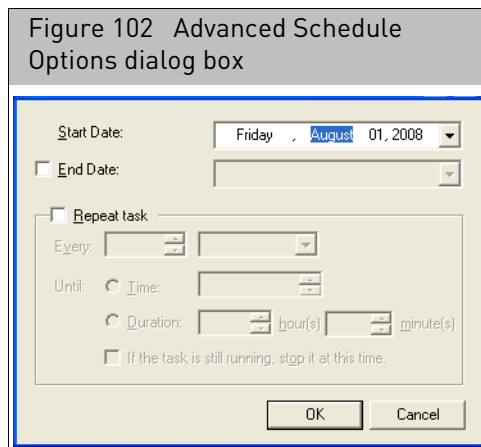 Figure 102 Advanced Schedule
Options dialog box
Start Date: Friday , August 01, 2008
End Date:
Repeat task
Every:
Until: Time:
Duration: hour(s) minute(s)
If the task is still running, stop it at this time.
OK Cancel